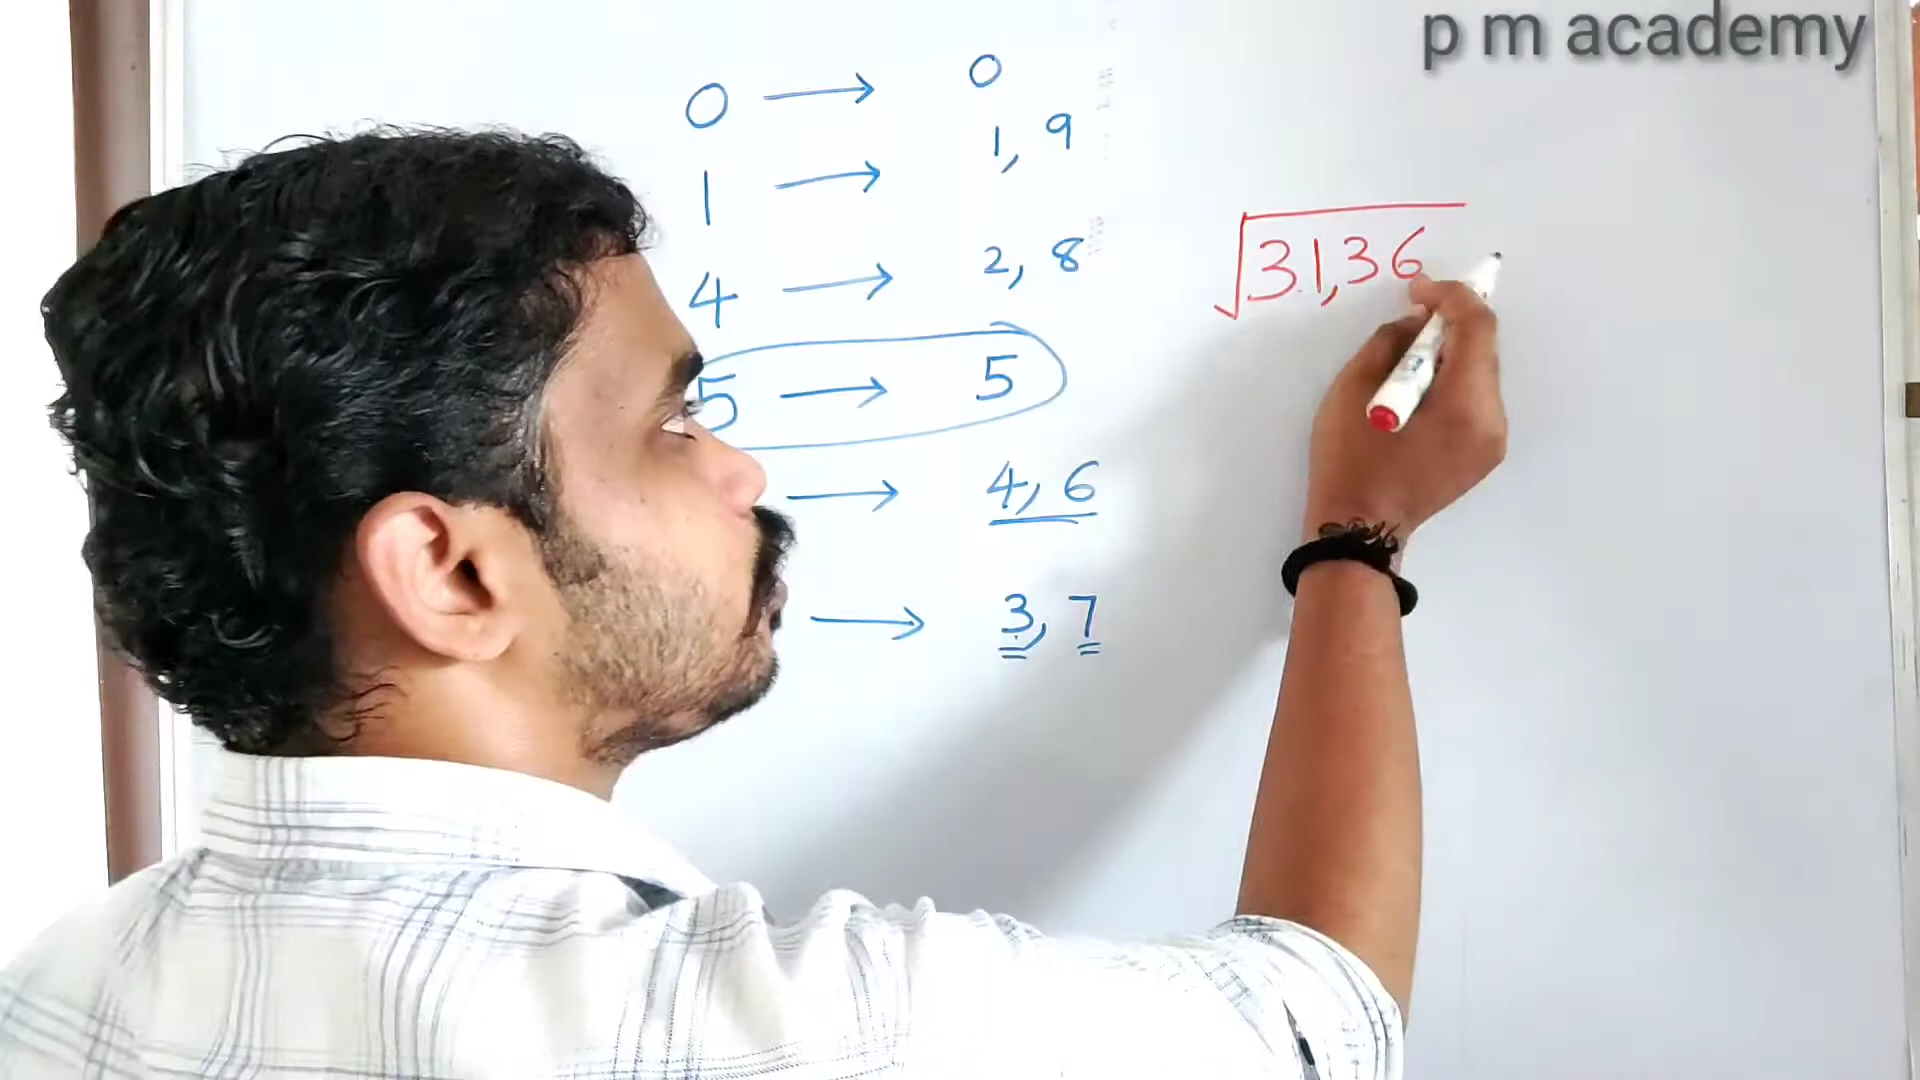 p m academy
0 → 0
1 → 1, 9
4 → 2, 8
5 → 5
→ 4, 6
→ 3, 7
√31,36